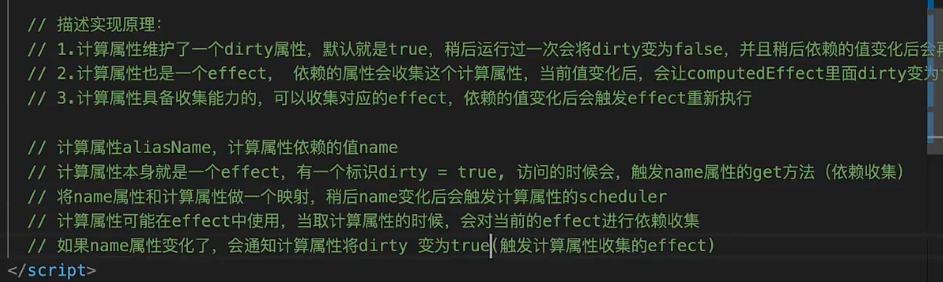 // 描述实现原理：
// 1.计算属性维护了一个dirty属性，默认就是true，稍后运行过一次会将dirty变为false，并且稍后依赖的值变化后会
// 2.计算属性也是一个effect， 依赖的属性会收集这个计算属性，当前值变化后，会让computedEffect里面dirty变为
// 3.计算属性具备收集能力的，可以收集对应的effect，依赖的值变化后会触发effect重新执行
// 计算属性aliasName，计算属性依赖的值name
// 计算属性本身就是一个effect，有一个标识dirty = true, 访问的时候会，触发name属性的get方法（依赖收集）
// 将name属性和计算属性做一个映射，稍后name变化后会触发计算属性的scheduler
// 计算属性可能在effect中使用，当取计算属性的时候，会对当前的effect进行依赖收集
// 如果name属性变化了，会通知计算属性将dirty 变为true(触发计算属性收集的effect)
</script>